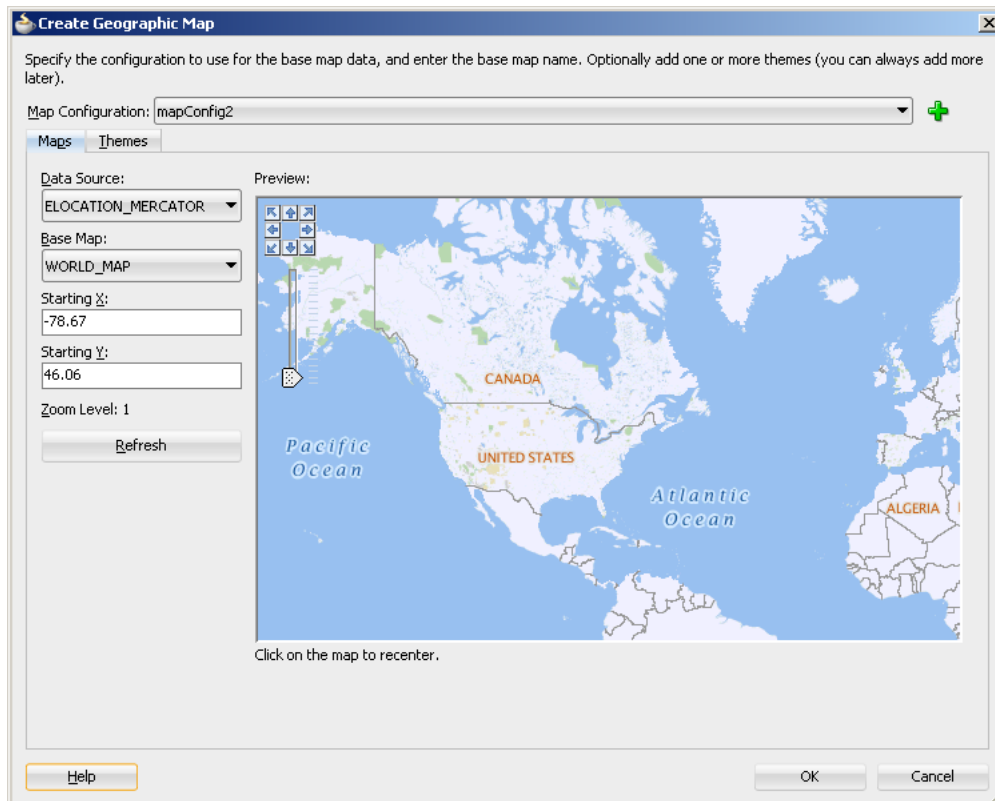 Create Geographic Map
Specify the configuration to use for the base map data, and enter the base map name. Optionally add one or more themes (you can always add more
later).
Map Configuration: mapConfig2
Maps Themes
Data Source:
ELOCATION_MERCATOR
Base Map:
WORLD_MAP
Starting X:
-78.67
Starting Y:
46.06
Zoom Level: 1
Refresh
Preview:
CANADA
UNITED STATES
Pacific
Ocean
Atlantic
Ocean
ALGERIA
Click on the map to recenter.
Help OK Cancel